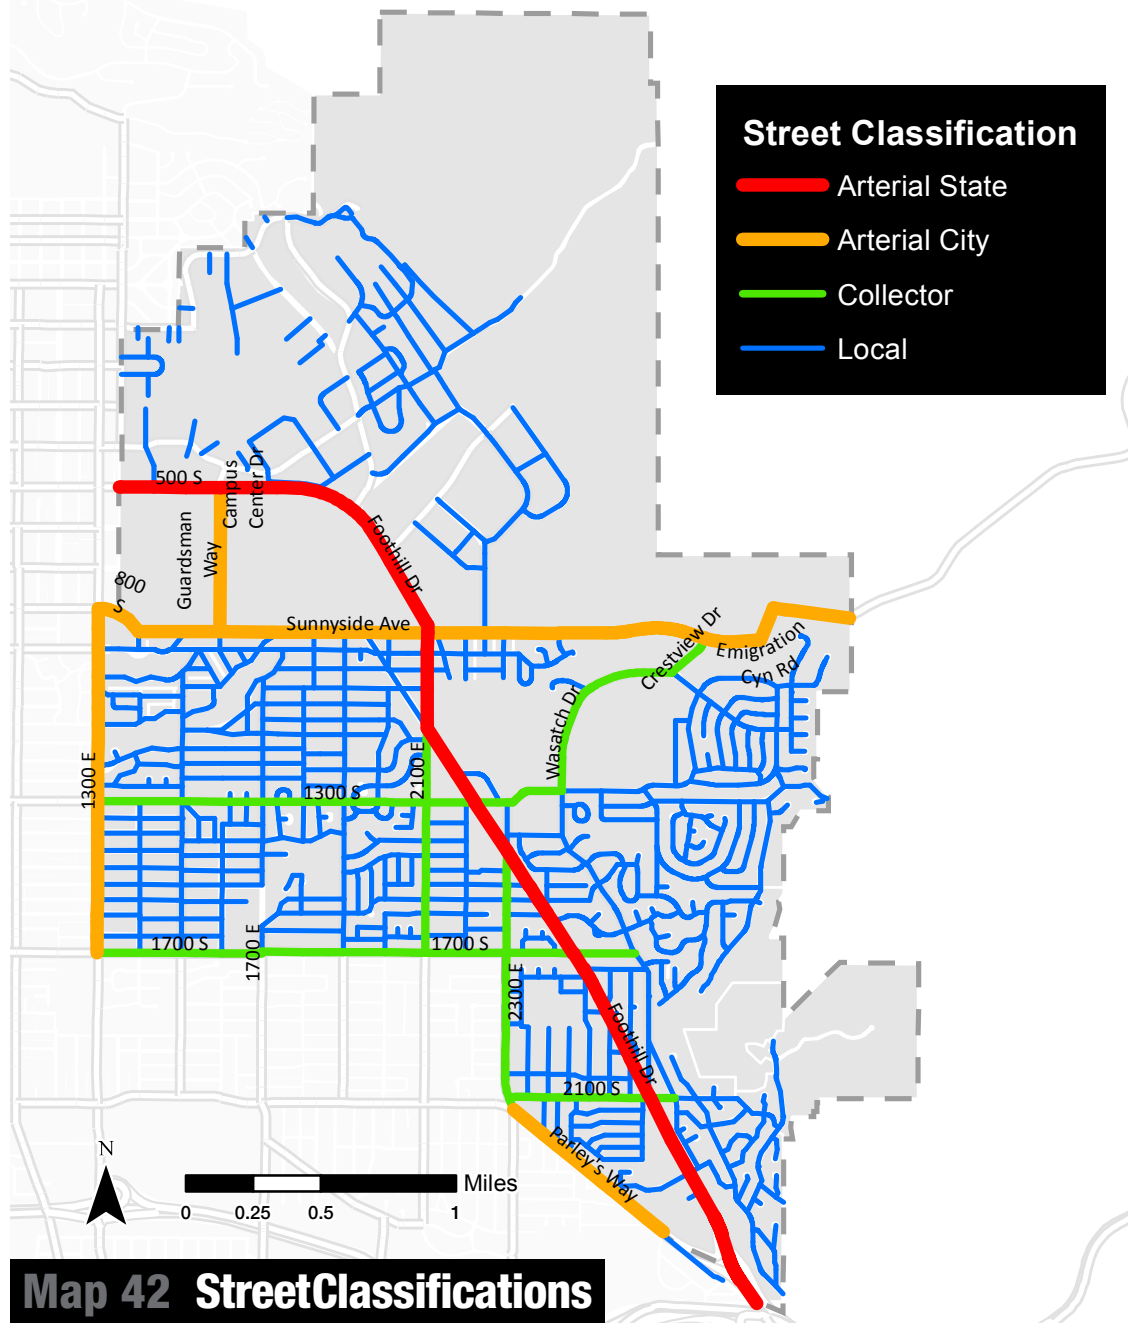 Street Classification
Arterial State
Arterial City
Collector
Local
500 S
Campus
Center Dr
Guardsman
Way
Foothill Dr
800
S
Sunnyside Ave
Crestview Dr
Emigration
Cyn Rd
Wasatch Dr
1300 E
2100 E
1300 S
1700 S
1700 E
1700 S
2300 E
Foothill Dr
2100 S
Parley's Way
N
Miles
0 0.25 0.5 1
Map 42 StreetClassifications